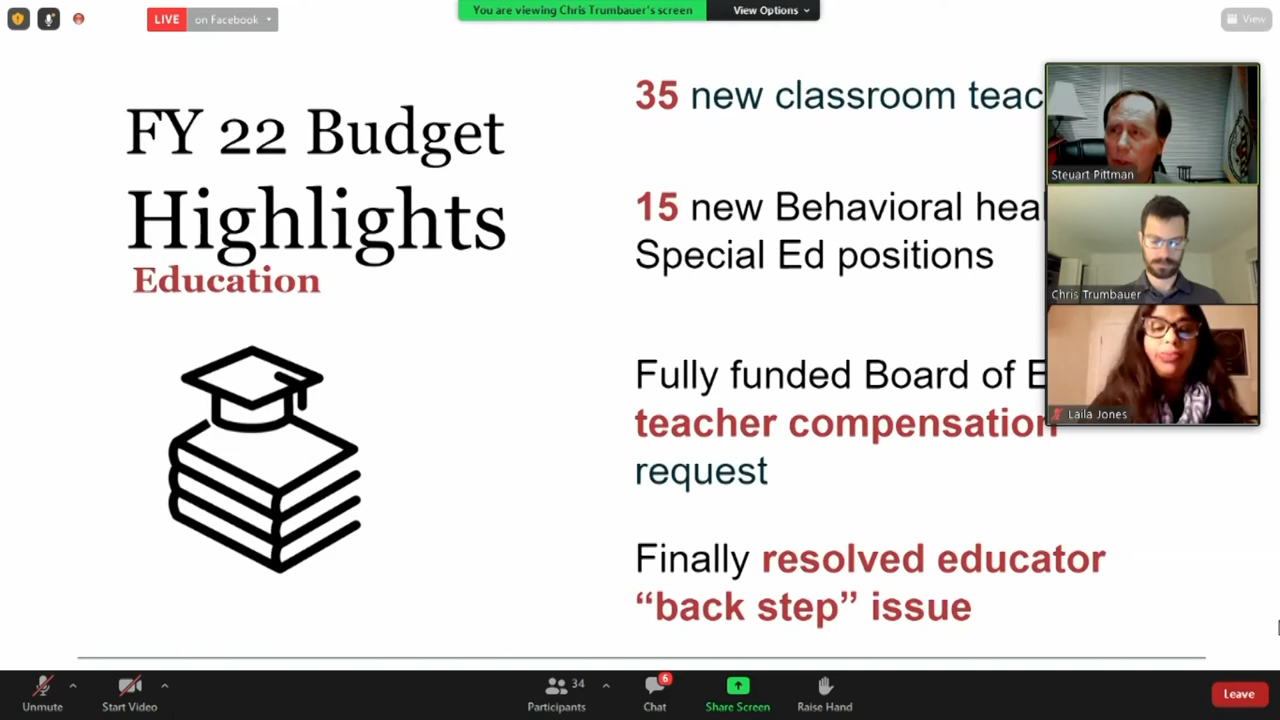 LIVE on Facebook
You are viewing Chris Trumbauer's screen
View Options
View
FY 22 Budget
Highlights
Education
35 new classroom
15 new Behavioral
Special Ed positions
Fully funded Board of
teacher compensation
request
Finally resolved educator
“back step” issue
Steuart Pittman
Chris Trumbauer
Laila Jones
Unmute
Start Video
34
Participants
6
Chat
Share Screen
Raise Hand
Leave